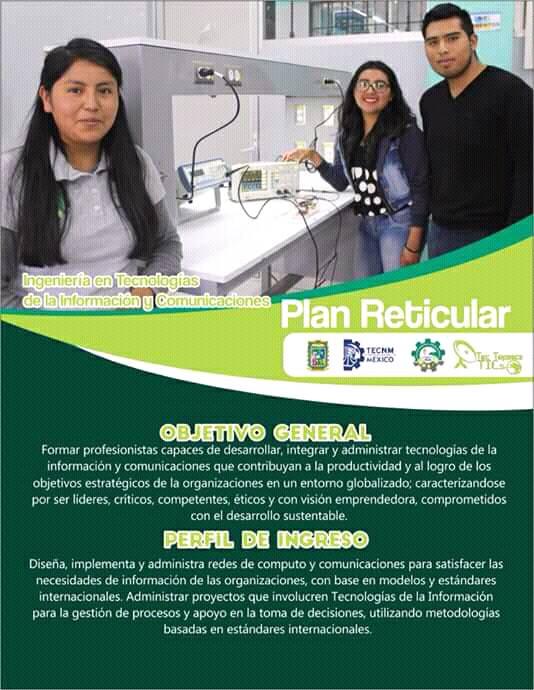 Ingeniería en Tecnologías
de la Información y Comunicaciones
Plan Reticular
TECNM
MÉXICO
Tec Tecamca
TICs
OBJETIVO GENERAL
Formar profesionistas capaces de desarrollar, integrar y administrar tecnologías de la
información y comunicaciones que contribuyan a la productividad y al logro de los
objetivos estratégicos de la organizaciones en un entorno globalizado; caracterizandose
por ser líderes, críticos, competentes, éticos y con visión emprendedora, comprometidos
con el desarrollo sustentable.
PERFIL DE INGRESO
Diseña, implementa y administra redes de computo y comunicaciones para satisfacer las
necesidades de información de las organizaciones, con base en modelos y estándares
internacionales. Administrar proyectos que involucren Tecnologías de la Información
para la gestión de procesos y apoyo en la toma de decisiones, utilizando metodologías
basadas en estándares internacionales.